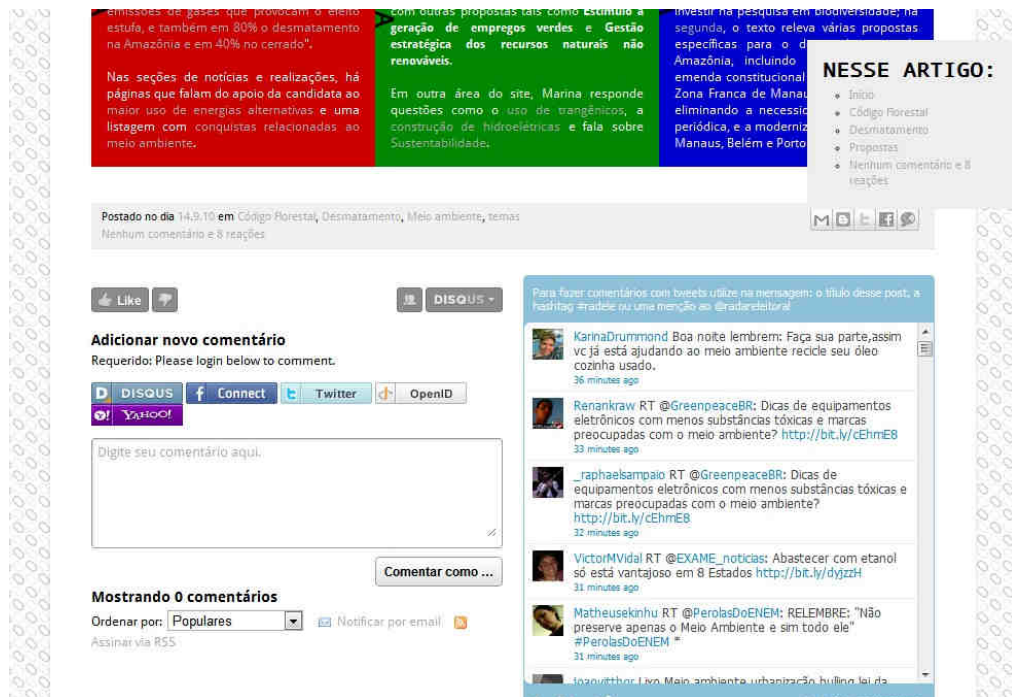 emissões de gases que provocam o efeito
estufa, e também em 80% o desmatamento
na Amazônia e em 40% no cerrado".
Nas seções de notícias e realizações, há
páginas que falam do apoio da candidata ao
maior uso de energias alternativas e uma
listagem com conquistas relacionadas ao
meio ambiente.
com outras propostas tais como Estímulo a
geração de empregos verdes e Gestão
estratégica dos recursos naturais não
renováveis.
Em outra área do site, Marina responde
questões como o uso de trangênicos, a
construção de hidroelétricas e fala sobre
Sustentabilidade.
investir na pesquisa em biodiversidade; na
segunda, o texto releva várias propostas
específicas para o
Amazônia, incluindo
emenda constitucional
Zona Franca de
eliminando a
periódica, e a
Manaus, Belém e Porto
NESSE ARTIGO:
Início
Código Florestal
Desmatamento
Propostas
Nenhum comentário e 8
reações
Postado no dia 14.9.10 em Código Florestal, Desmatamento, Meio ambiente, temas
Nenhum comentário e 8 reações
Like
DISQUS
Adicionar novo comentário
Requerido: Please login below to comment.
D DISQUS f Connect t Twitter OpenID
Y! YAHOO!
Digite seu comentário aqui.
Comentar como ...
Mostrando 0 comentários
Ordenar por: Populares Notificar por email
Assinar via RSS
Para fazer comentários com tweets utilize na mensagem: o título desse post, a
hashtag #radele ou uma menção ao @radareleitoral
KarinaDrummond Boa noite lembrem: Faça sua parte,assim
vc já está ajudando ao meio ambiente recicle seu óleo
cozinha usado.
36 minutes ago
Renankraw RT @GreenpeaceBR: Dicas de equipamentos
eletrônicos com menos substâncias tóxicas e marcas
preocupadas com o meio ambiente? http://bit.ly/cEhmE8
33 minutes ago
_raphaelsampaio RT @GreenpeaceBR: Dicas de
equipamentos eletrônicos com menos substâncias tóxicas e
marcas preocupadas com o meio ambiente?
http://bit.ly/cEhmE8
32 minutes ago
VictorMVidal RT @EXAME_noticias: Abastecer com etanol
só está vantajoso em 8 Estados http://bit.ly/dyjzzH
31 minutes ago
Matheusekinhu RT @PerolasDoENEM: RELEMBRE: "Não
preserve apenas o Meio Ambiente e sim todo ele"
#PerolasDoENEM "
31 minutes ago
Lixo Meio ambiente urbanização bulling lei da